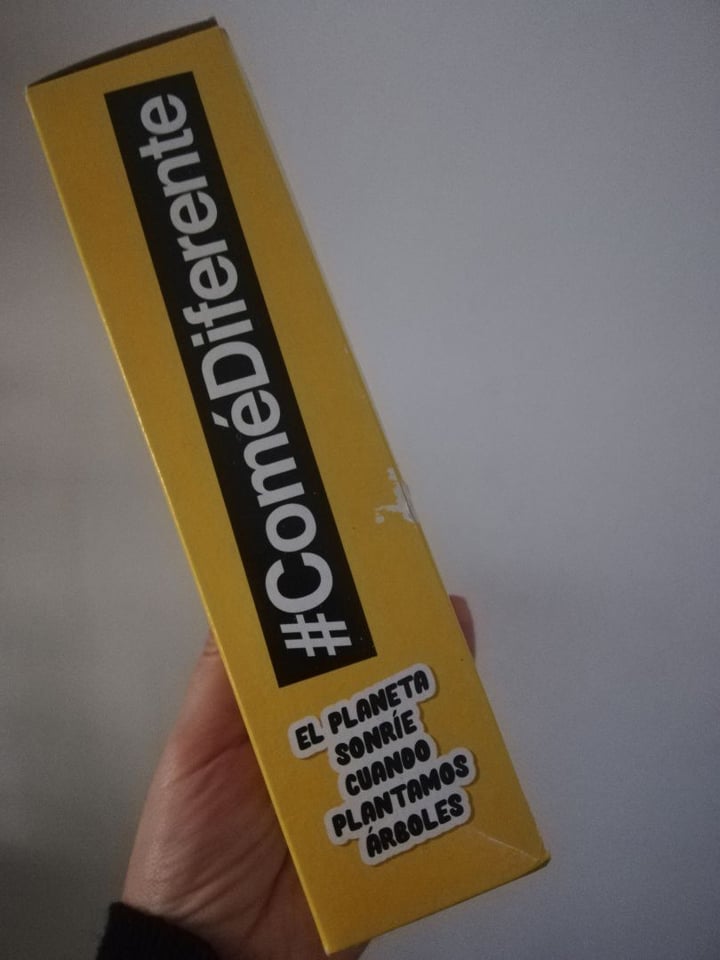 #ComéDiferente
EL PLANETA
SONRÍE
CUANDO
PLANTAMOS
ÁRBOLES